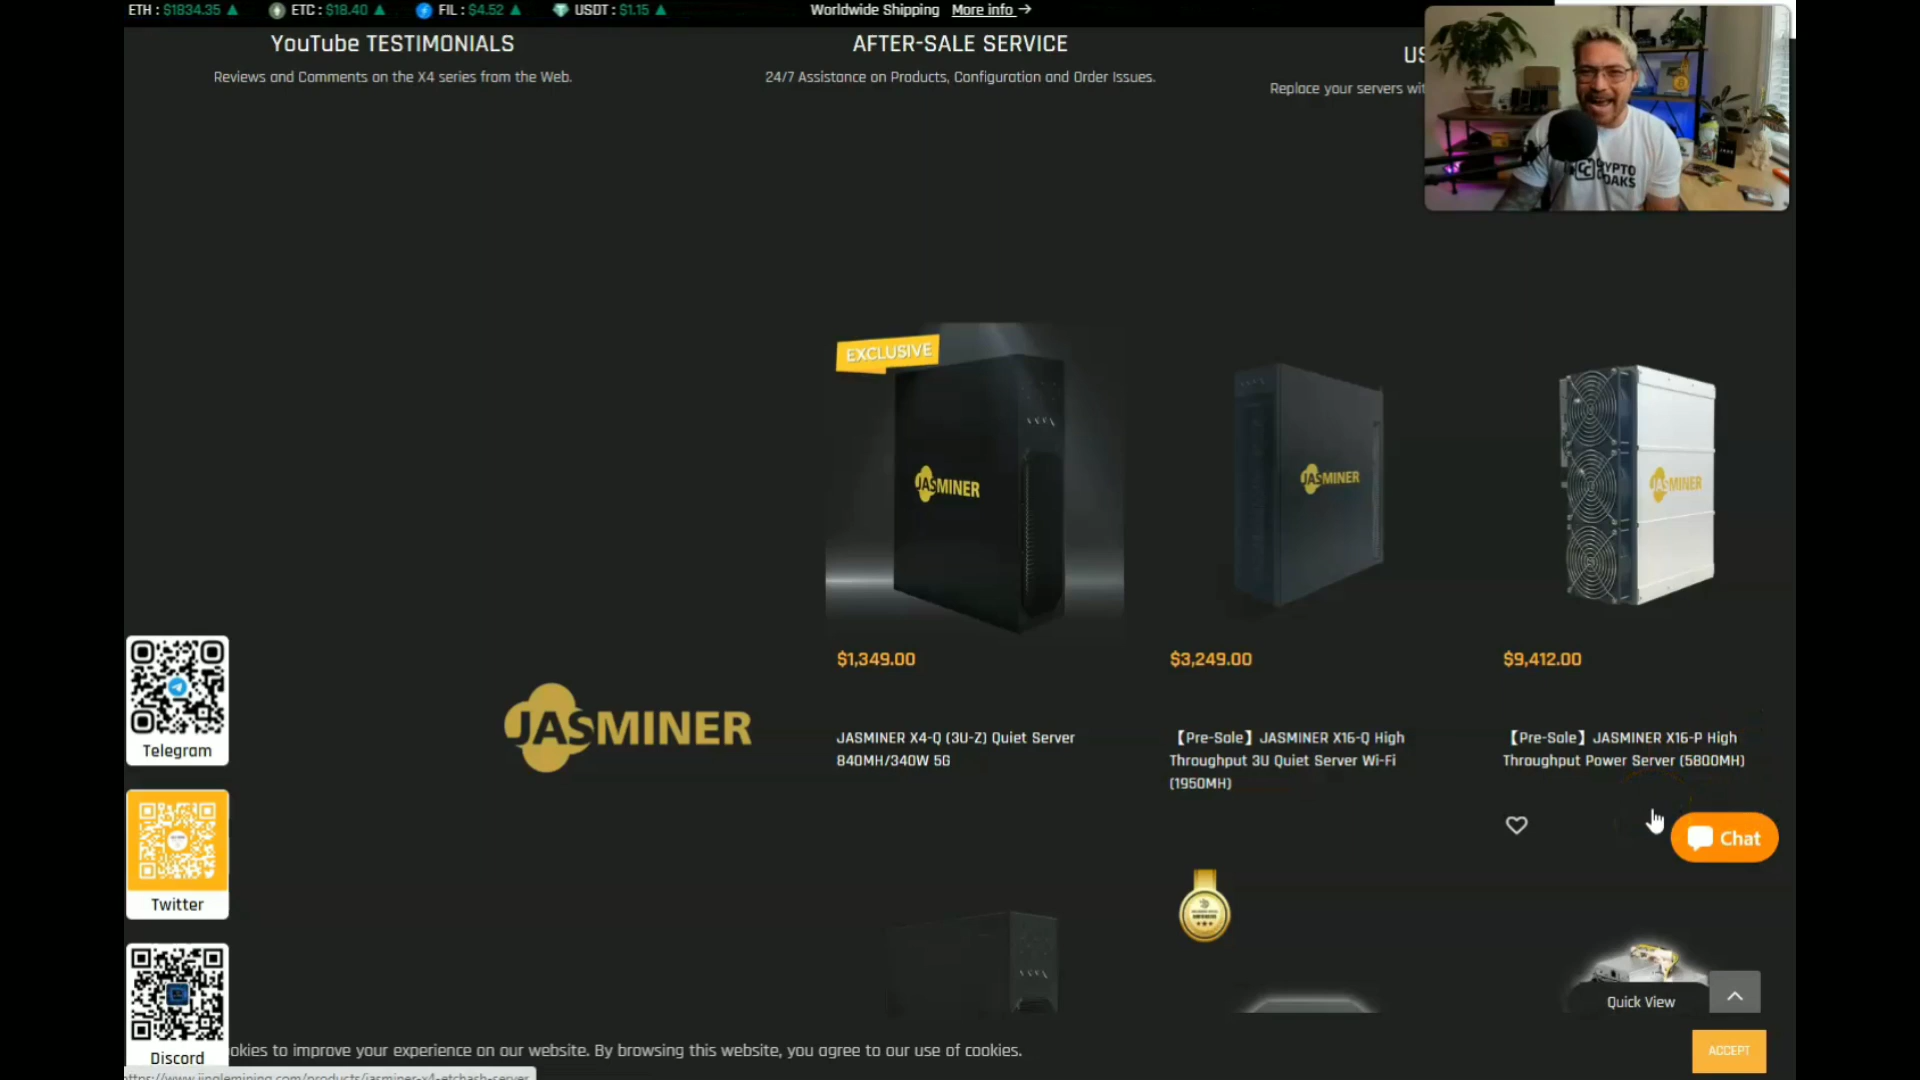 ETH : $1834.35 ETC : $18.40 FIL : $4.52 USDT : $1.15
Worldwide Shipping More info
YouTube TESTIMONIALS
Reviews and Comments on the X4 series from the Web.
AFTER-SALE SERVICE
24/7 Assistance on Products, Configuration and Order Issues.
US
Replace your servers wit
CRYPTO
OAKS
EXCLUSIVE
JASMINER
JASMINER
JASMINER
$1,349.00
$3,249.00
$9,412.00
JASMINER
JASMINER X4-Q (3U-Z) Quiet Server
840MH/340W 5G
【Pre-Sale】JASMINER X16-Q High
Throughput 3U Quiet Server Wi-Fi
(1950MH)
【Pre-Sale】JASMINER X16-P High
Throughput Power Server (5800MH)
Telegram
Twitter
Discord
Chat
Quick View
okies to improve your experience on our website. By browsing this website, you agree to our use of cookies.
ACCEPT
https://www.jinglemining.com/products/jasminer-x4-etchash-server